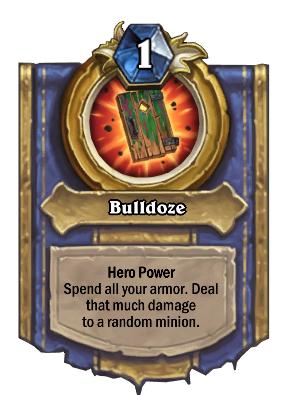 1
Bulldoze
Hero Power
Spend all your armor. Deal
that much damage
to a random minion.